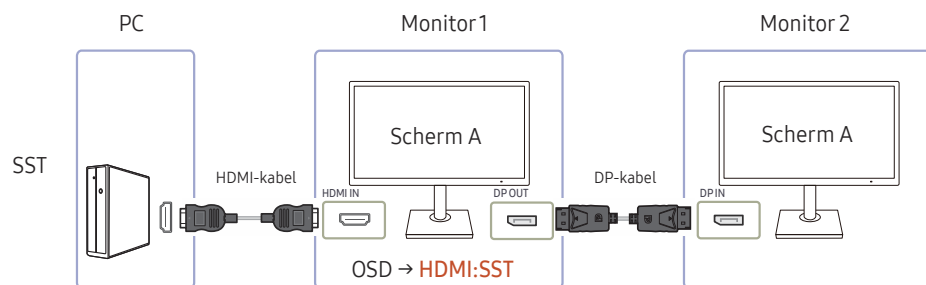 PC
Monitor 1
Monitor 2
Scherm A
Scherm A
SST
HDMI-kabel
DP-kabel
HDMI IN
DP OUT
DP IN
OSD → HDMI:SST